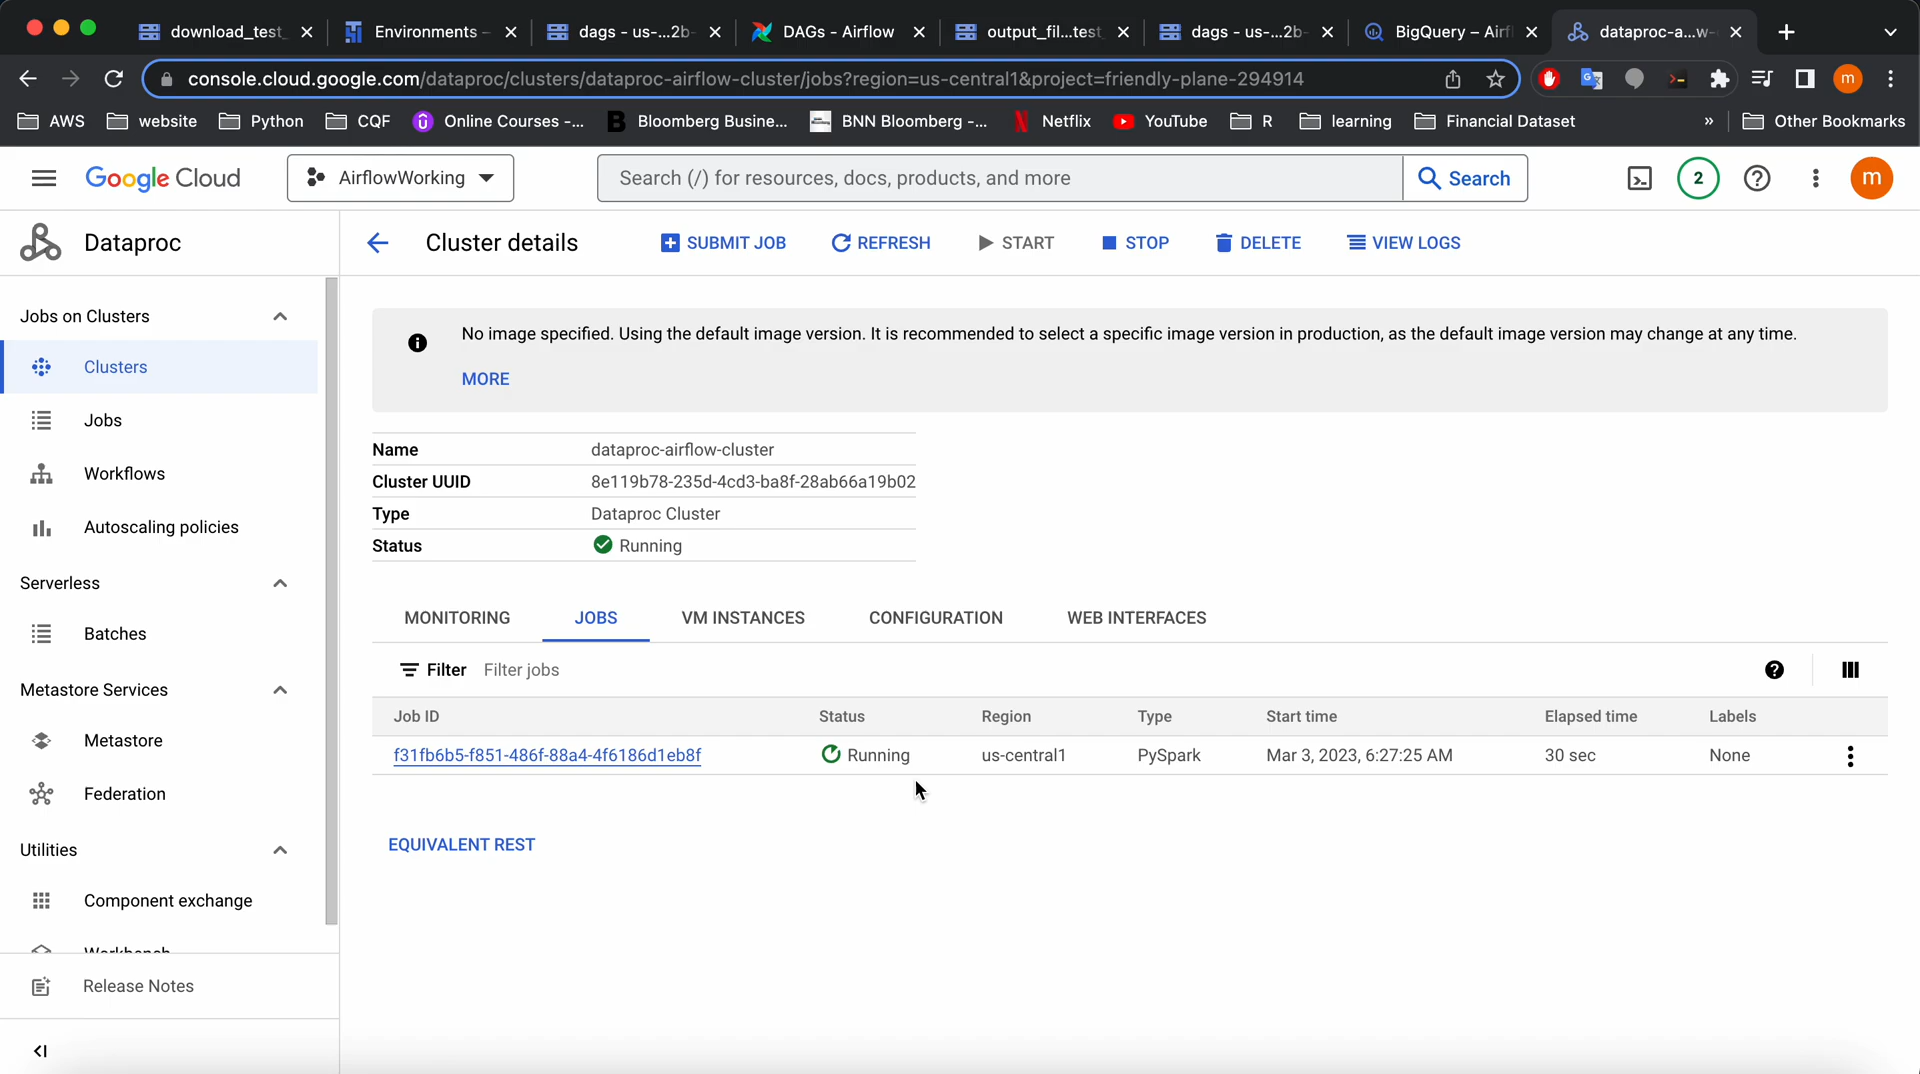 download_test_
Environments -
dags - us-...2b-
DAGs - Airflow
output_fil...test_
dags - us-...2b-
BigQuery – Airf
dataproc-a...w-
console.cloud.google.com/dataproc/clusters/dataproc-airflow-cluster/jobs?region=us-central1&project=friendly-plane-294914
m
AWS
website
Python
CQF
Online Courses -...
Bloomberg Busine...
BNN Bloomberg -...
Netflix
YouTube
R
learning
Financial Dataset
»
Other Bookmarks
Google Cloud
AirflowWorking
Search (/) for resources, docs, products, and more
Search
2
m
Dataproc
Cluster details
SUBMIT JOB
REFRESH
START
STOP
DELETE
VIEW LOGS
Jobs on Clusters
Clusters
Jobs
Workflows
Autoscaling policies
Serverless
Batches
Metastore Services
Metastore
Federation
Utilities
Component exchange
Workbench
Release Notes
No image specified. Using the default image version. It is recommended to select a specific image version in production, as the default image version may change at any time.
MORE
Name dataproc-airflow-cluster
Cluster UUID 8e119b78-235d-4cd3-ba8f-28ab66a19b02
Type Dataproc Cluster
Status Running
MONITORING JOBS VM INSTANCES CONFIGURATION WEB INTERFACES
Filter Filter jobs
Job ID Status Region Type Start time Elapsed time Labels
f31fb6b5-f851-486f-88a4-4f6186d1eb8f Running us-central1 PySpark Mar 3, 2023, 6:27:25 AM 30 sec None
EQUIVALENT REST